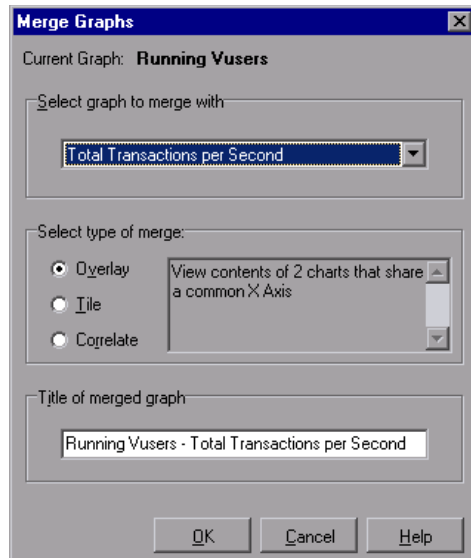 Merge Graphs
Current Graph: Running Vusers
Select graph to merge with
Total Transactions per Second
Select type of merge:
Overlay
Tile
Correlate
View contents of 2 charts that share
a common X Axis
Title of merged graph
Running Vusers - Total Transactions per Second
OK Cancel Help